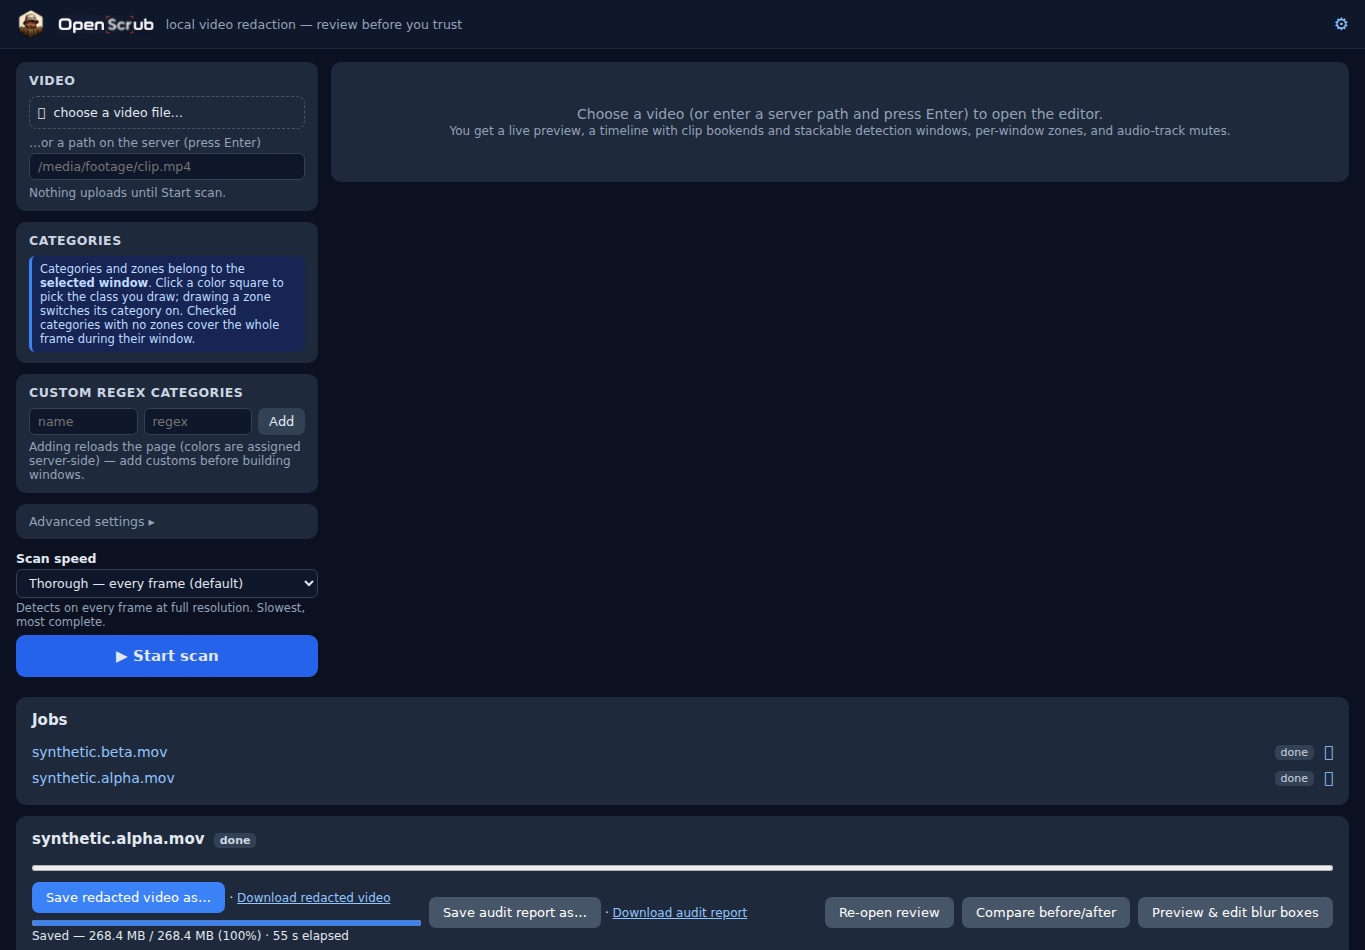 OpenScrub local video redaction — review before you trust
VIDEO
choose a video file...
...or a path on the server (press Enter)
/media/footage/clip.mp4
Nothing uploads until Start scan.
Choose a video (or enter a server path and press Enter) to open the editor.
You get a live preview, a timeline with clip bookends and stackable detection windows, per-window zones, and audio-track mutes.
CATEGORIES
Categories and zones belong to the
selected window. Click a color square to
pick the class you draw; drawing a zone
switches its category on. Checked
categories with no zones cover the whole
frame during their window.
CUSTOM REGEX CATEGORIES
name regex Add
Adding reloads the page (colors are assigned
server-side) — add customs before building
windows.
Advanced settings ▸
Scan speed
Thorough — every frame (default)
Detects on every frame at full resolution. Slowest,
most complete.
▶ Start scan
Jobs
synthetic.beta.mov done
synthetic.alpha.mov done
synthetic.alpha.mov done
Save redacted video as... · Download redacted video
Saved — 268.4 MB / 268.4 MB (100%) · 55 s elapsed
Save audit report as... · Download audit report
Re-open review Compare before/after Preview & edit blur boxes